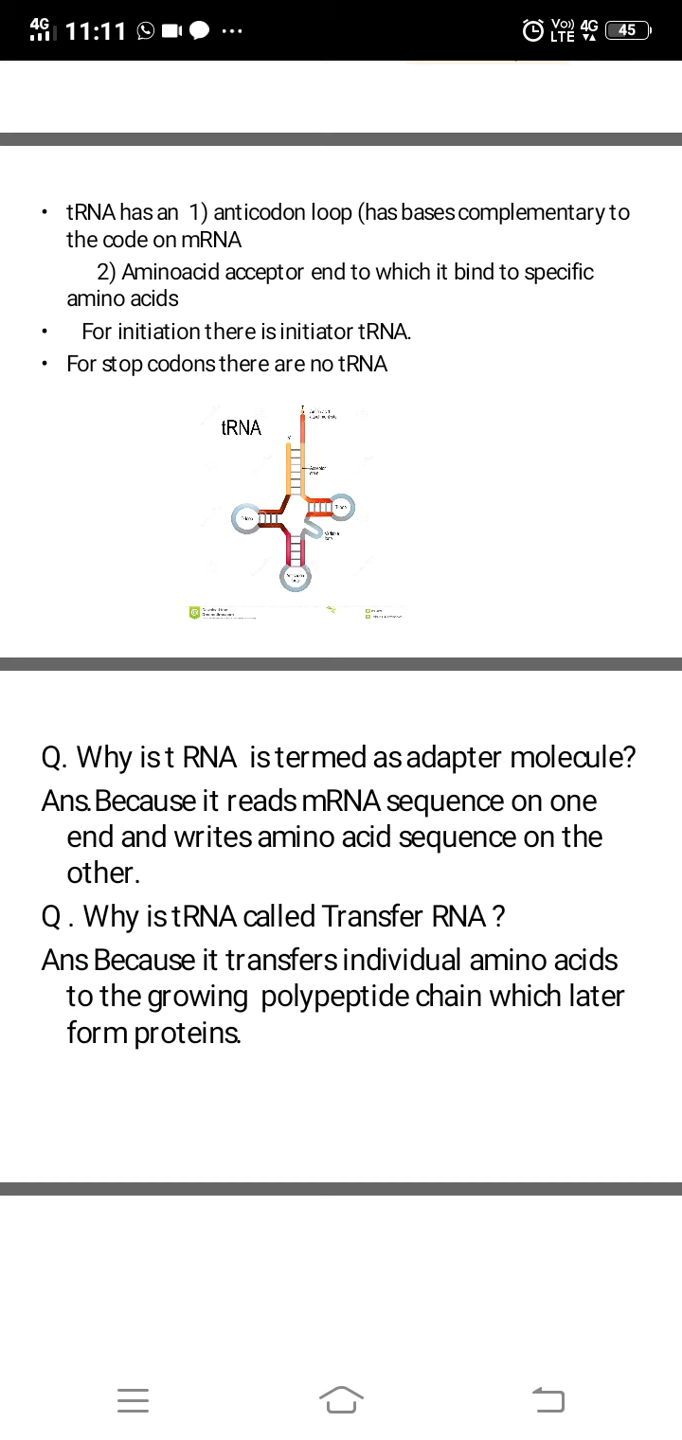 4G 11:11 ... Vo)) LTE 4G 45
• tRNA has an 1) anticodon loop (has bases complementary to
the code on mRNA
2) Aminoacid acceptor end to which it bind to specific
amino acids
• For initiation there is initiator tRNA.
• For stop codons there are no tRNA
tRNA
Q. Why is t RNA is termed as adapter molecule?
Ans. Because it reads mRNA sequence on one
end and writes amino acid sequence on the
other.
Q . Why is tRNA called Transfer RNA ?
Ans Because it transfers individual amino acids
to the growing polypeptide chain which later
form proteins.